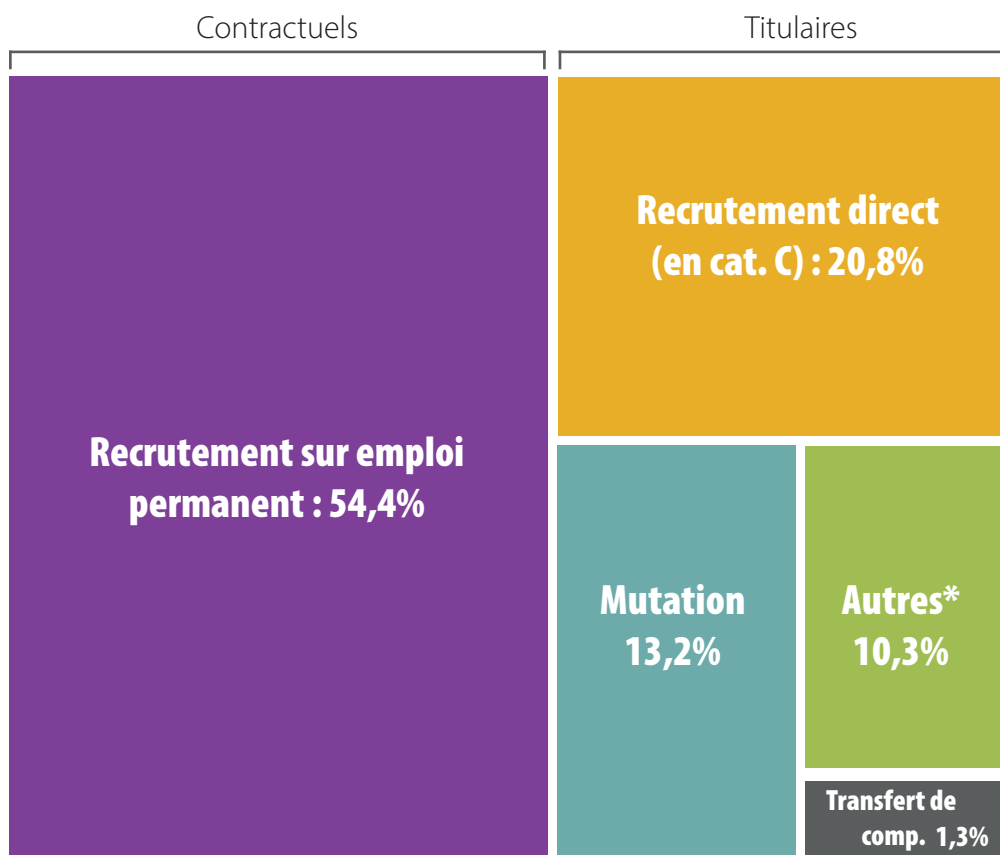 Contractuels
Titulaires
Recrutement sur emploi
permanent : 54,4%
Recrutement direct
(en cat. C) : 20,8%
Mutation
13,2%
Autres*
10,3%
Transfert de
comp. 1,3%